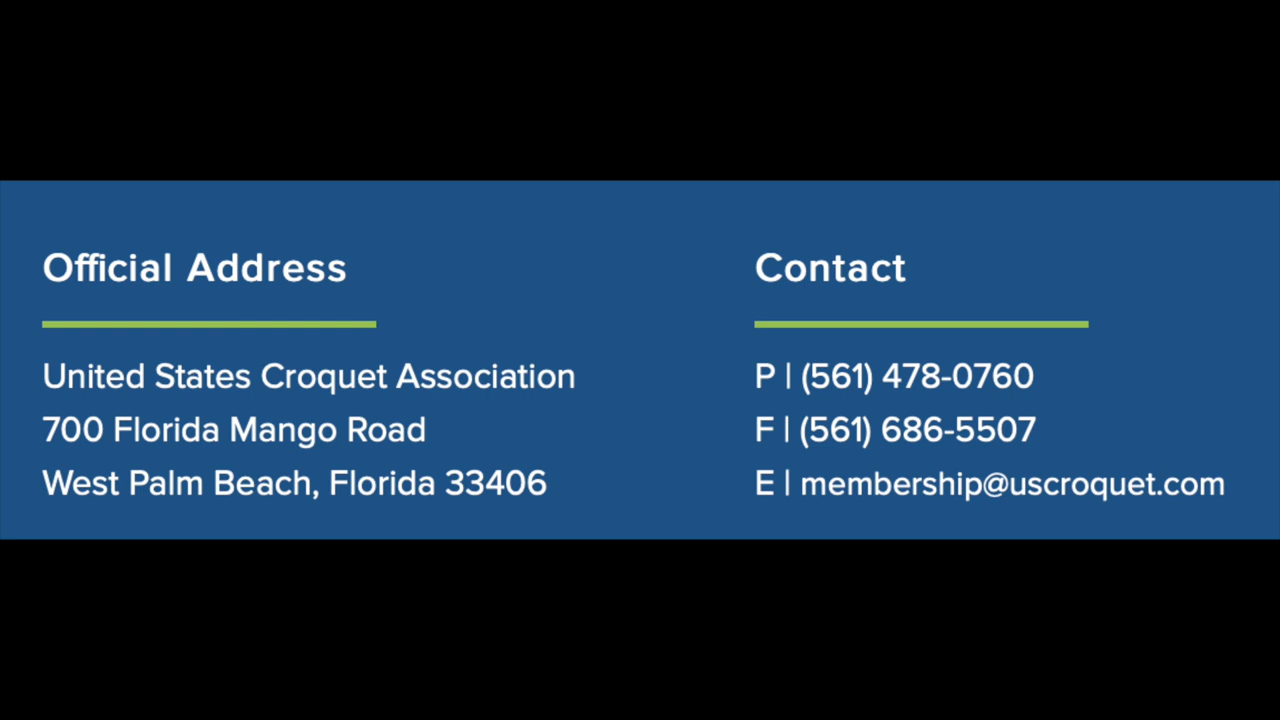 Official Address
United States Croquet Association
700 Florida Mango Road
West Palm Beach, Florida 33406
Contact
P | (561) 478-0760
F | (561) 686-5507
E | membership@uscroquet.com